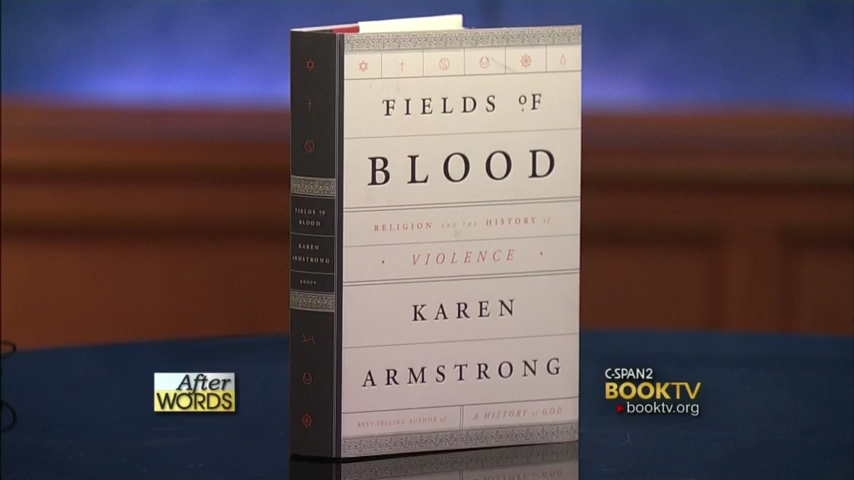 FIELDS OF
BLOOD
RELIGION AND THE HISTORY of
VIOLENCE
KAREN
ARMSTRONG
BEST-SELLING AUTHOR of
A HISTORY of GOD
FIELDS OF
BLOOD
KAREN
ARMSTRONG
KNOPF
After
WORDS
C-SPAN2
BOOKTV
booktv.org